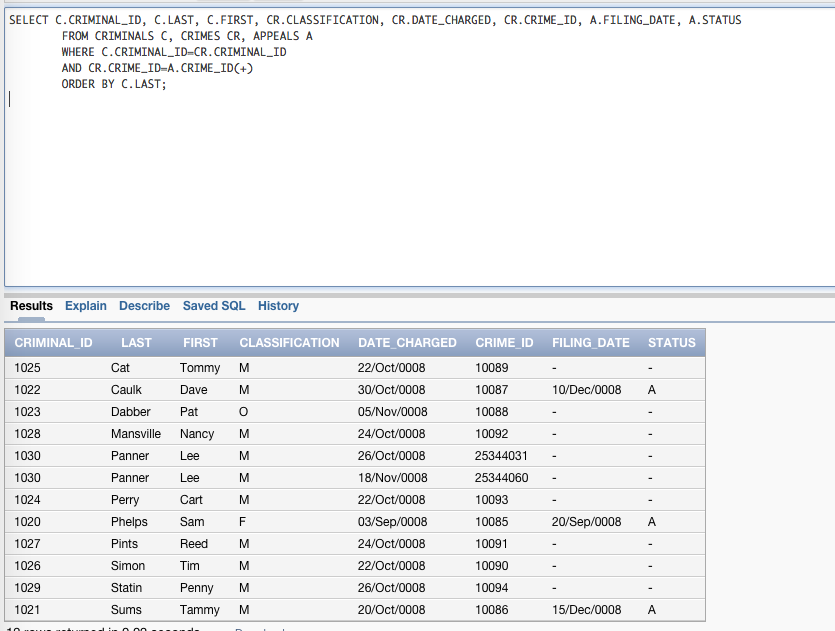 SELECT C.CRIMINAL_ID, C.LAST, C.FIRST, CR.CLASSIFICATION, CR.DATE_CHARGED, CR.CRIME_ID, A.FILING_DATE, A.STATUS
FROM CRIMINALS C, CRIMES CR, APPEALS A
WHERE C.CRIMINAL_ID=CR.CRIMINAL_ID
AND CR.CRIME_ID=A.CRIME_ID(+)
ORDER BY C.LAST;
Results Explain Describe Saved SQL History
CRIMINAL_ID LAST FIRST CLASSIFICATION DATE_CHARGED CRIME_ID FILING_DATE STATUS
1025 Cat Tommy M 22/Oct/0008 10089 - -
1022 Caulk Dave M 30/Oct/0008 10087 10/Dec/0008 A
1023 Dabber Pat O 05/Nov/0008 10088 - -
1028 Mansville Nancy M 24/Oct/0008 10092 - -
1030 Panner Lee M 26/Oct/0008 25344031 - -
1030 Panner Lee M 18/Nov/0008 25344060 - -
1024 Perry Cart M 22/Oct/0008 10093 - -
1020 Phelps Sam F 03/Sep/0008 10085 20/Sep/0008 A
1027 Pints Reed M 24/Oct/0008 10091 - -
1026 Simon Tim M 22/Oct/0008 10090 - -
1029 Statin Penny M 26/Oct/0008 10094 - -
1021 Sums Tammy M 20/Oct/0008 10086 15/Dec/0008 A
rows returned in seconds